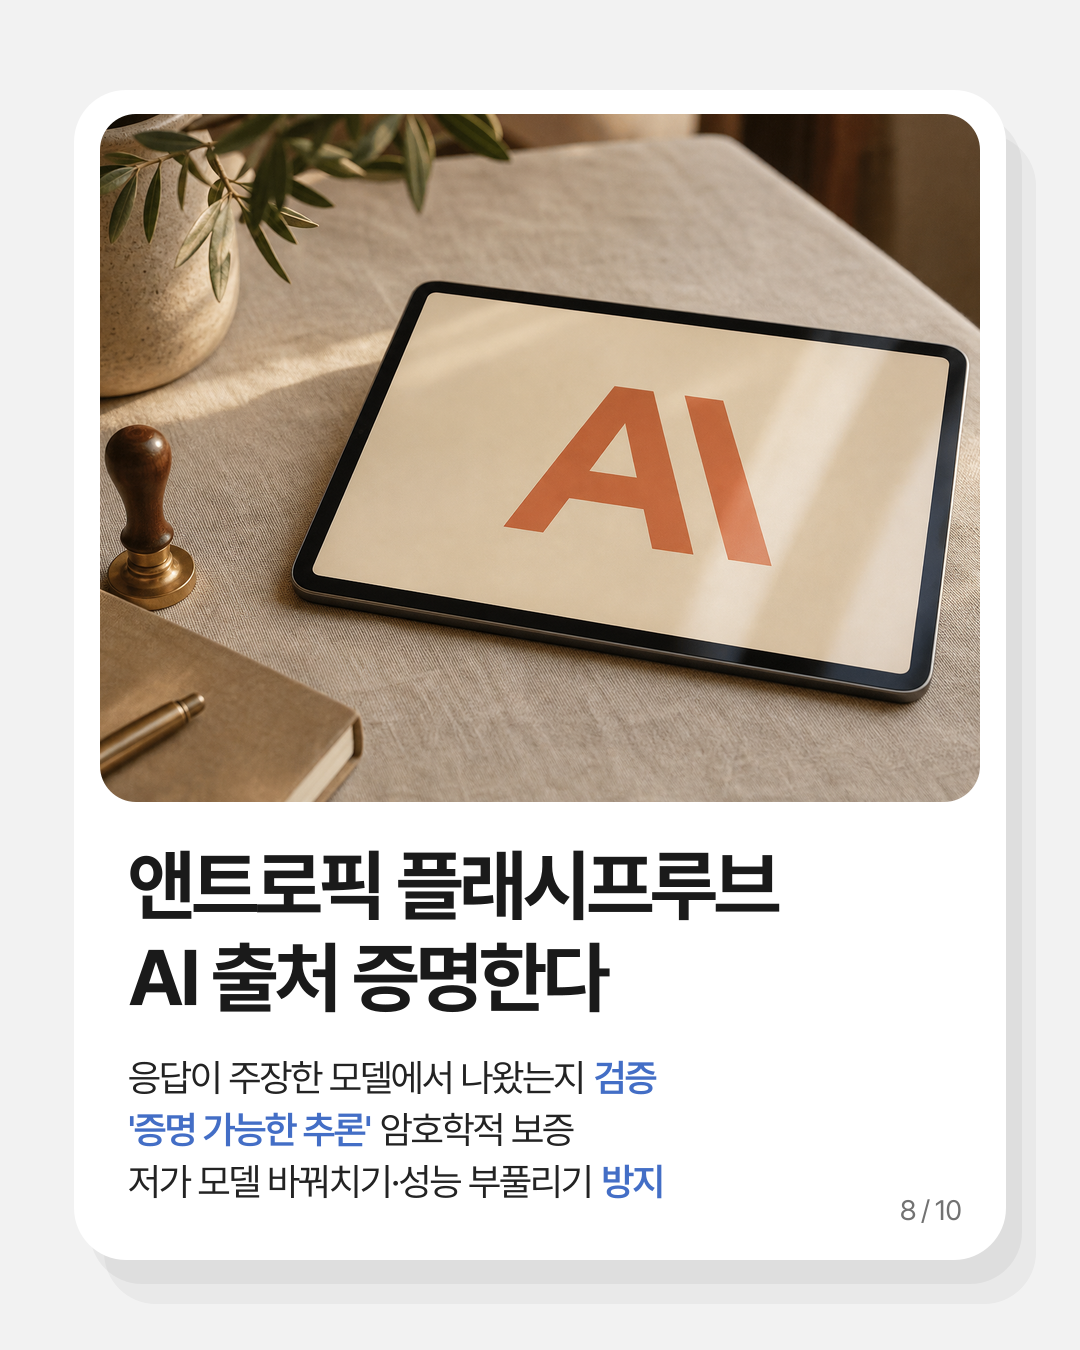 AI
앤트로픽 플래시프루브
AI 출처 증명한다
응답이 주장한 모델에서 나왔는지 검증
'증명 가능한 추론' 암호학적 보증
저가 모델 바꿔치기·성능 부풀리기 방지
8 / 10